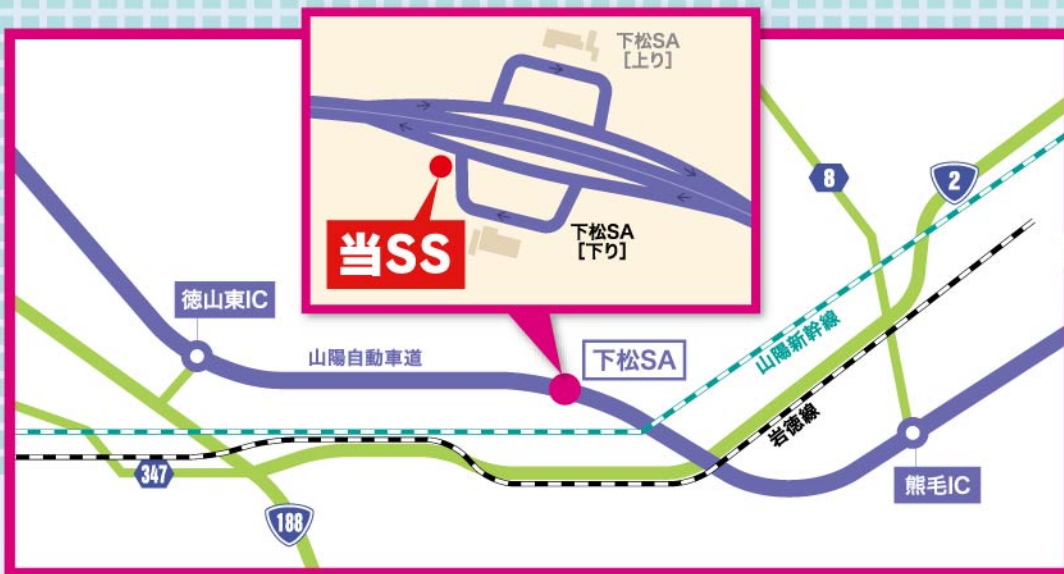 下松SA
[上り]
当SS
下松SA
[下り]
8
2
徳山東IC
山陽自動車道
下松SA
山陽新幹線
岩徳線
347
188
熊毛IC